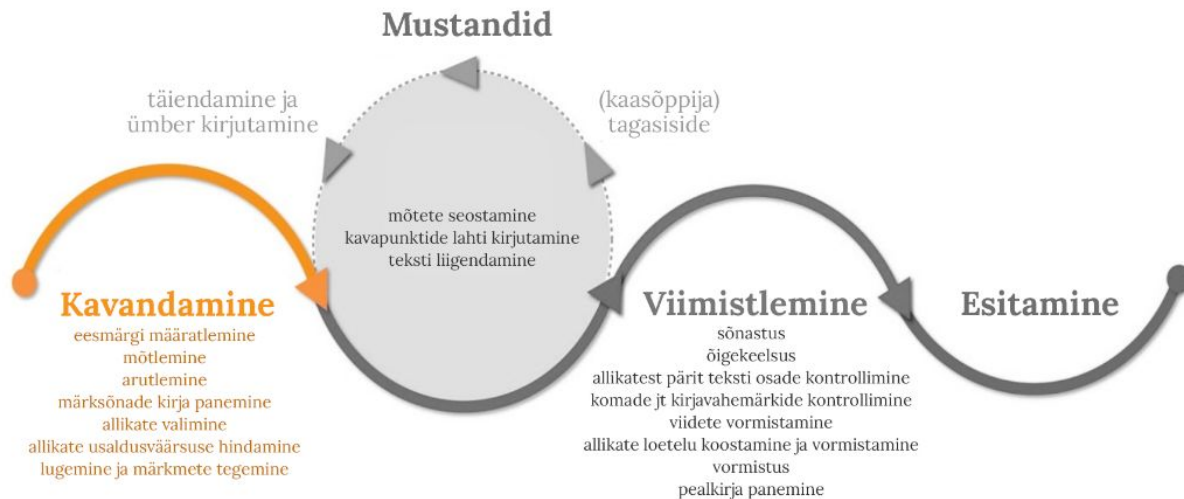 Mustandid
täiendamine ja
ümber kirjutamine
(kaasõppija)
tagasiside
mõtete seostamine
kavapunktide lahti kirjutamine
teksti liigendamine
Kavandamine
eesmärgi määratlemine
mõtlemine
arutlemine
märksõnade kirja panemine
allikate valimine
allikate usaldusväärsuse hindamine
lugemine ja märkmete tegemine
Viimistlemine
sõnastus
õigekeelsus
allikatest pärit teksti osade kontrollimine
komade jt kirjavahemärkide kontrollimine
viidete vormistamine
allikate loetelu koostamine ja vormistamine
vormistus
pealkirja panemine
Esitamine